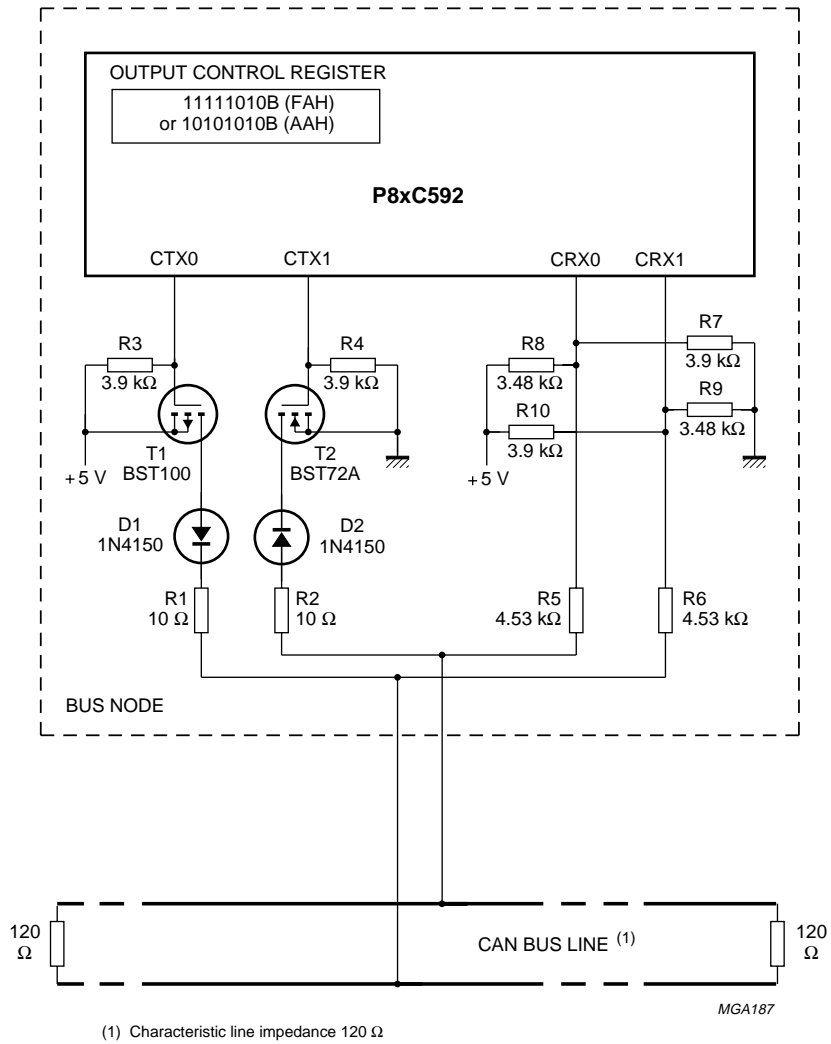 OUTPUT CONTROL REGISTER
11111010B (FAH)
or 10101010B (AAH)
P8xC592
CTX0
CTX1
CRX0
CRX1
R3
3.9 kΩ
R4
3.9 kΩ
R8
3.48 kΩ
R7
3.9 kΩ
R10
3.9 kΩ
R9
3.48 kΩ
+5 V
T1
BST100
T2
BST72A
+5 V
D1
1N4150
D2
1N4150
R1
10 Ω
R2
10 Ω
R5
4.53 kΩ
R6
4.53 kΩ
BUS NODE
120
Ω
CAN BUS LINE (1)
120
Ω
MGA187
(1) Characteristic line impedance 120 Ω